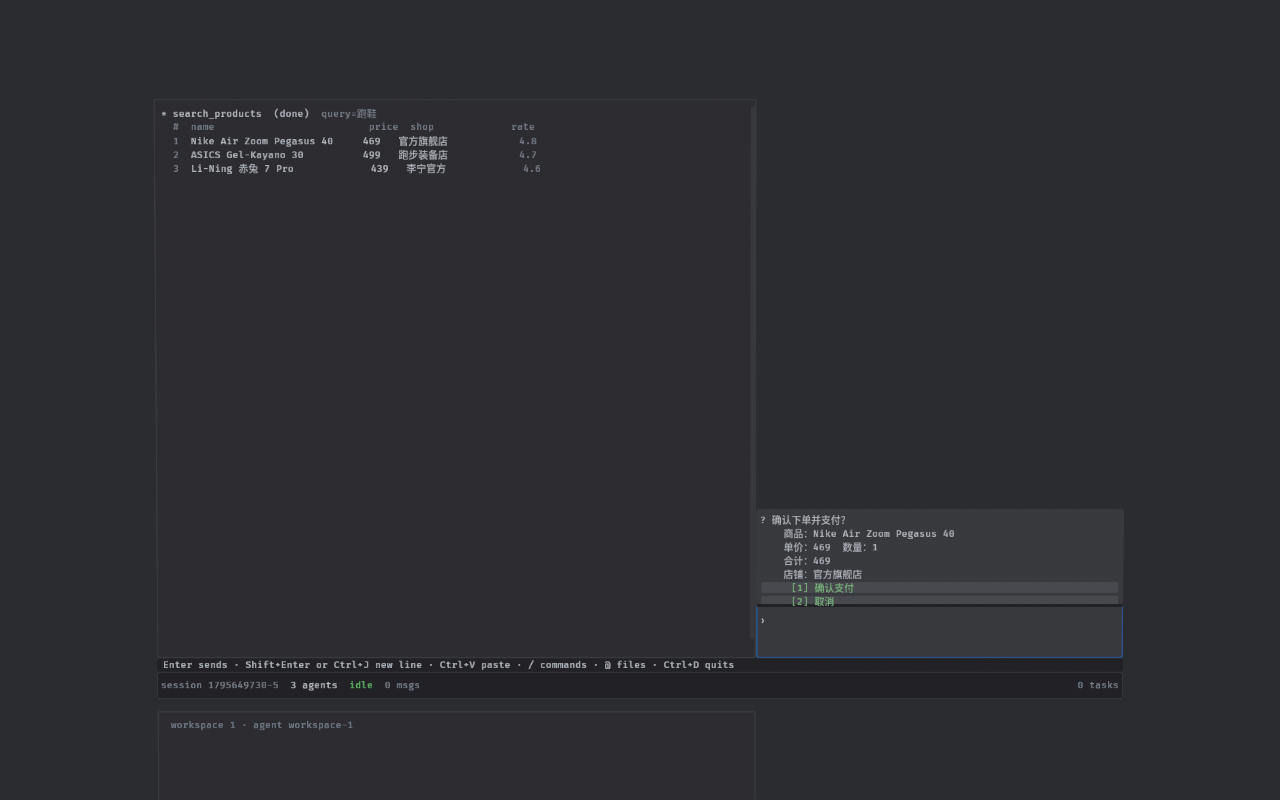 * search_products (done) query=跑鞋
# name price shop rate
1 Nike Air Zoom Pegasus 40 469 官方旗舰店 4.8
2 ASICS Gel-Kayano 30 499 跑步装备店 4.7
3 Li-Ning 赤兔 7 Pro 439 李宁官方 4.6
? 确认下单并支付?
商品: Nike Air Zoom Pegasus 40
单价: 469 数量: 1
合计: 469
店铺: 官方旗舰店
[1] 确认支付
[2] 取消
›
Enter sends · Shift+Enter or Ctrl+J new line · Ctrl+V paste · / commands · @ files · Ctrl+D quits
session 1795649730-5 3 agents idle 0 msgs 0 tasks
workspace 1 · agent workspace-1